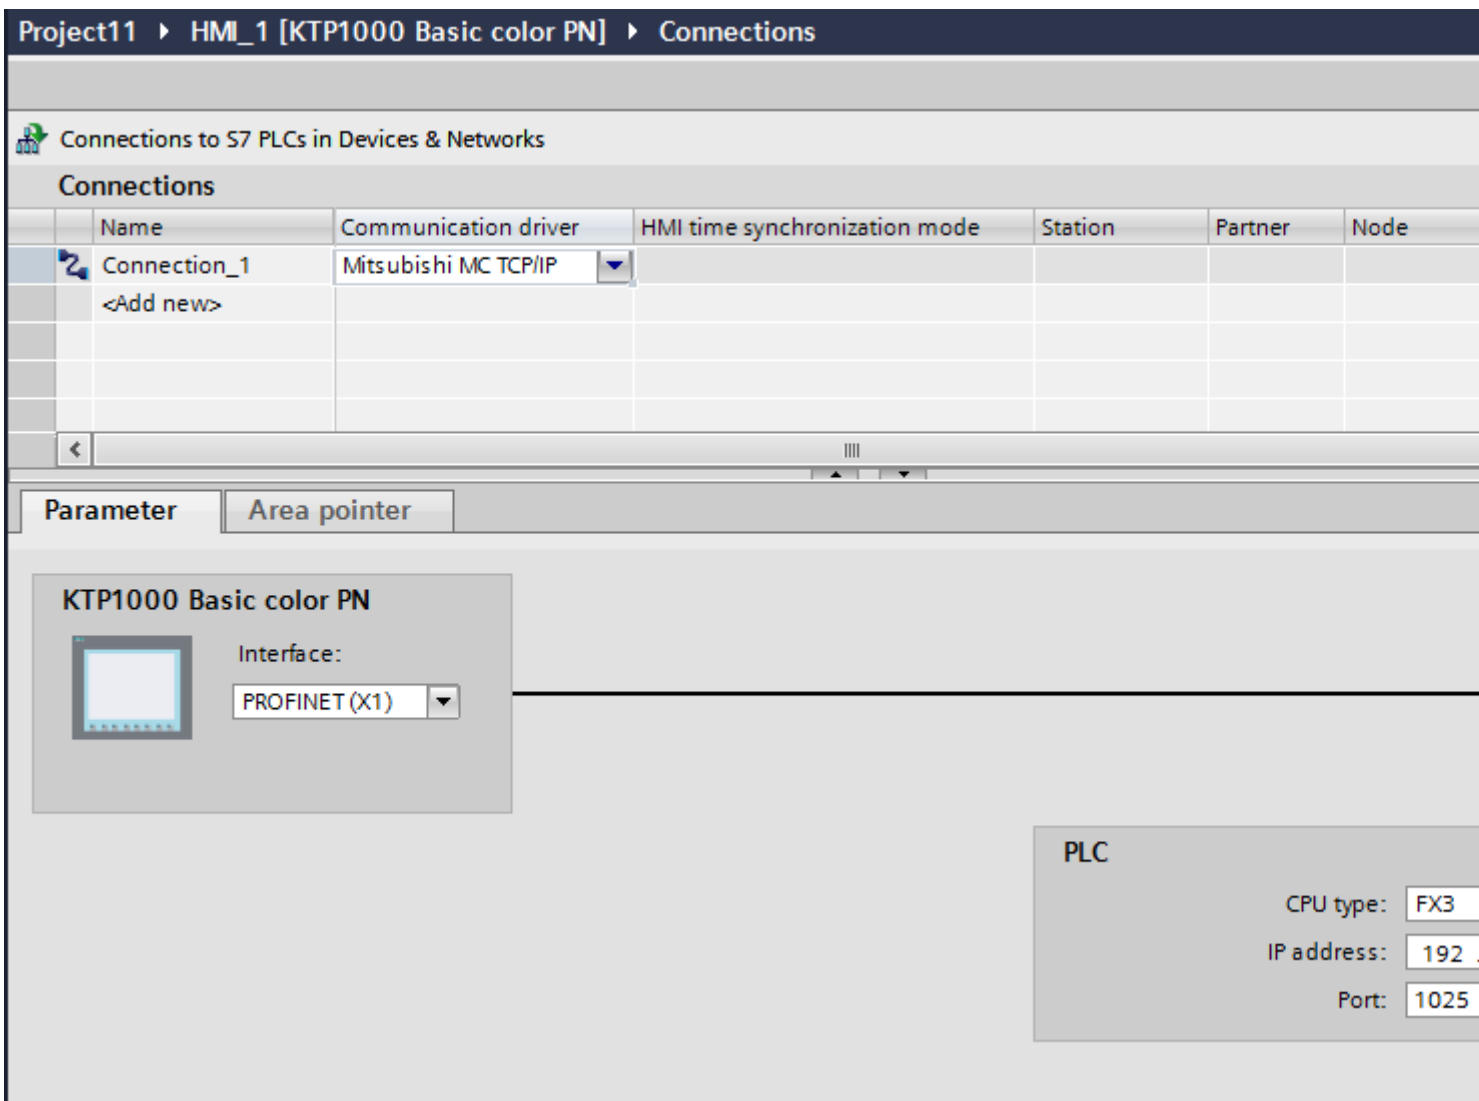 Project11 ▸ HMI_1 [KTP1000 Basic color PN] ▸ Connections
Connections to S7 PLCs in Devices & Networks
Connections
Name Communication driver HMI time synchronization mode Station Partner Node
Connection_1 Mitsubishi MC TCP/IP
<Add new>
Parameter Area pointer
KTP1000 Basic color PN
Interface:
PROFINET (X1)
PLC
CPU type: FX3
IP address: 192 .
Port: 1025